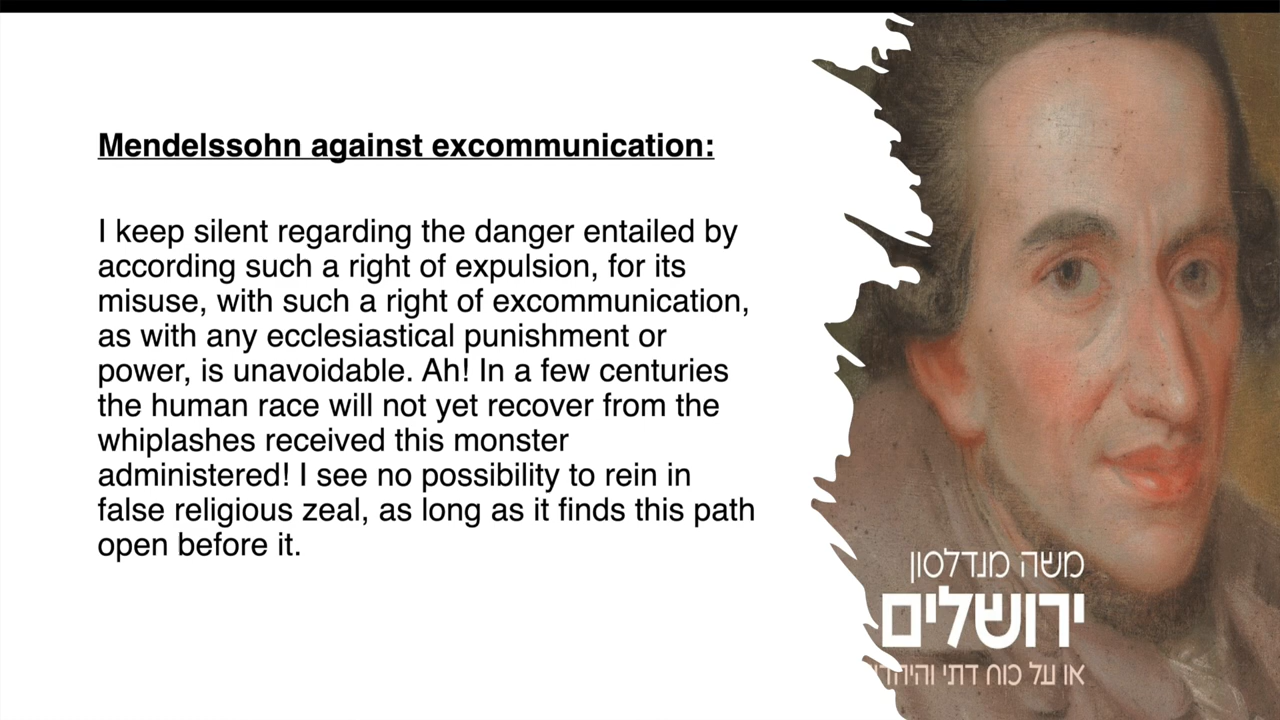 Mendelssohn against excommunication:
I keep silent regarding the danger entailed by
according such a right of expulsion, for its
misuse, with such a right of excommunication,
as with any ecclesiastical punishment or
power, is unavoidable. Ah! In a few centuries
the human race will not yet recover from the
whiplashes received this monster
administered! I see no possibility to rein in
false religious zeal, as long as it finds this path
open before it.
משה מנדלסון
ירושלים
או על כוח דתי